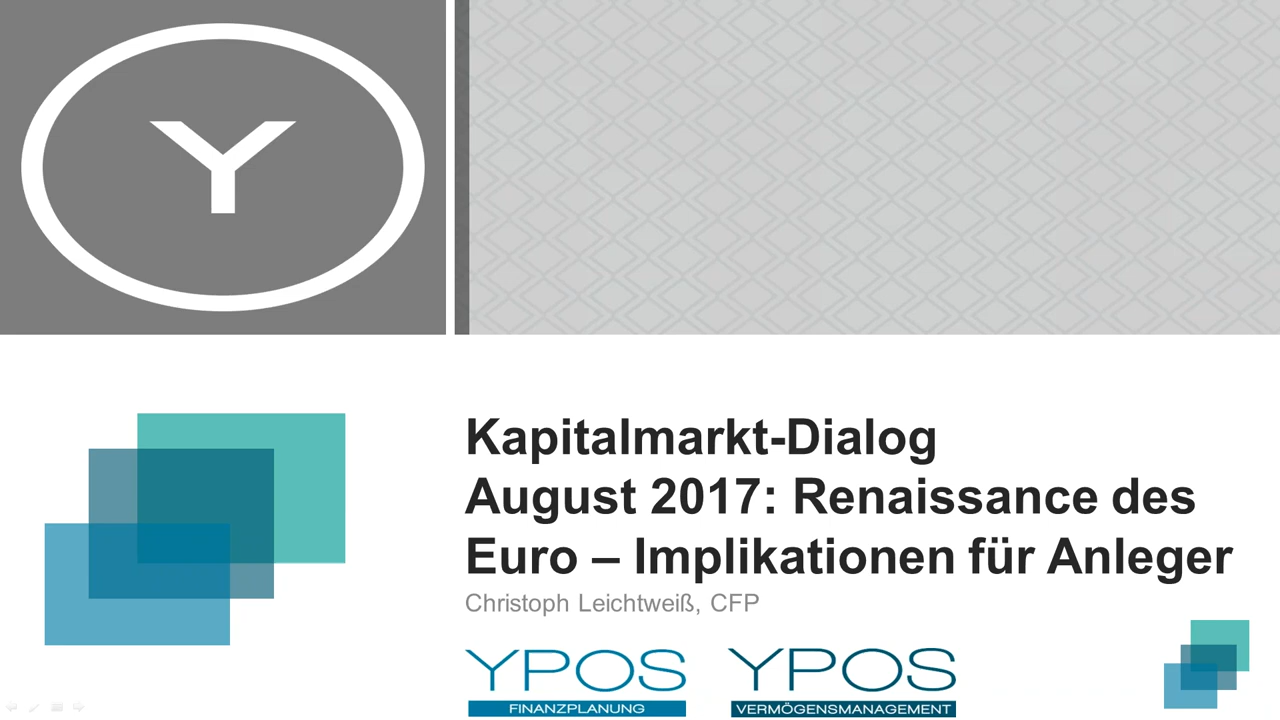 Y
Kapitalmarkt-Dialog
August 2017: Renaissance des
Euro – Implikationen für Anleger
Christoph Leichtweiß, CFP
YPOS YPOS
FINANZPLANUNG VERMÖGENSMANAGEMENT